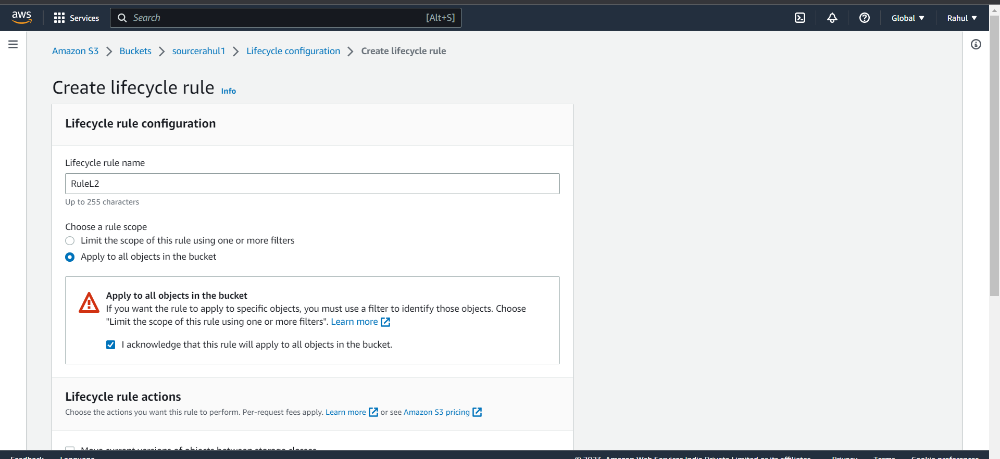 aws
Services
Search
[Alt+S]
Global
Rahul
Amazon S3
Buckets
sourcerahul1
Lifecycle configuration
Create lifecycle rule
Create lifecycle rule
Info
Lifecycle rule configuration
Lifecycle rule name
RuleL2
Up to 255 characters
Choose a rule scope
Limit the scope of this rule using one or more filters
Apply to all objects in the bucket
Apply to all objects in the bucket
If you want the rule to apply to specific objects, you must use a filter to identify those objects. Choose
"Limit the scope of this rule using one or more filters". Learn more
I acknowledge that this rule will apply to all objects in the bucket.
Lifecycle rule actions
Choose the actions you want this rule to perform. Per-request fees apply. Learn more or see Amazon S3 pricing
Move current versions of objects between storage classes
Feedback
Language
© 2023, Amazon Web Services India Private Limited or its affiliates.
Privacy
Terms
Cookie preferences